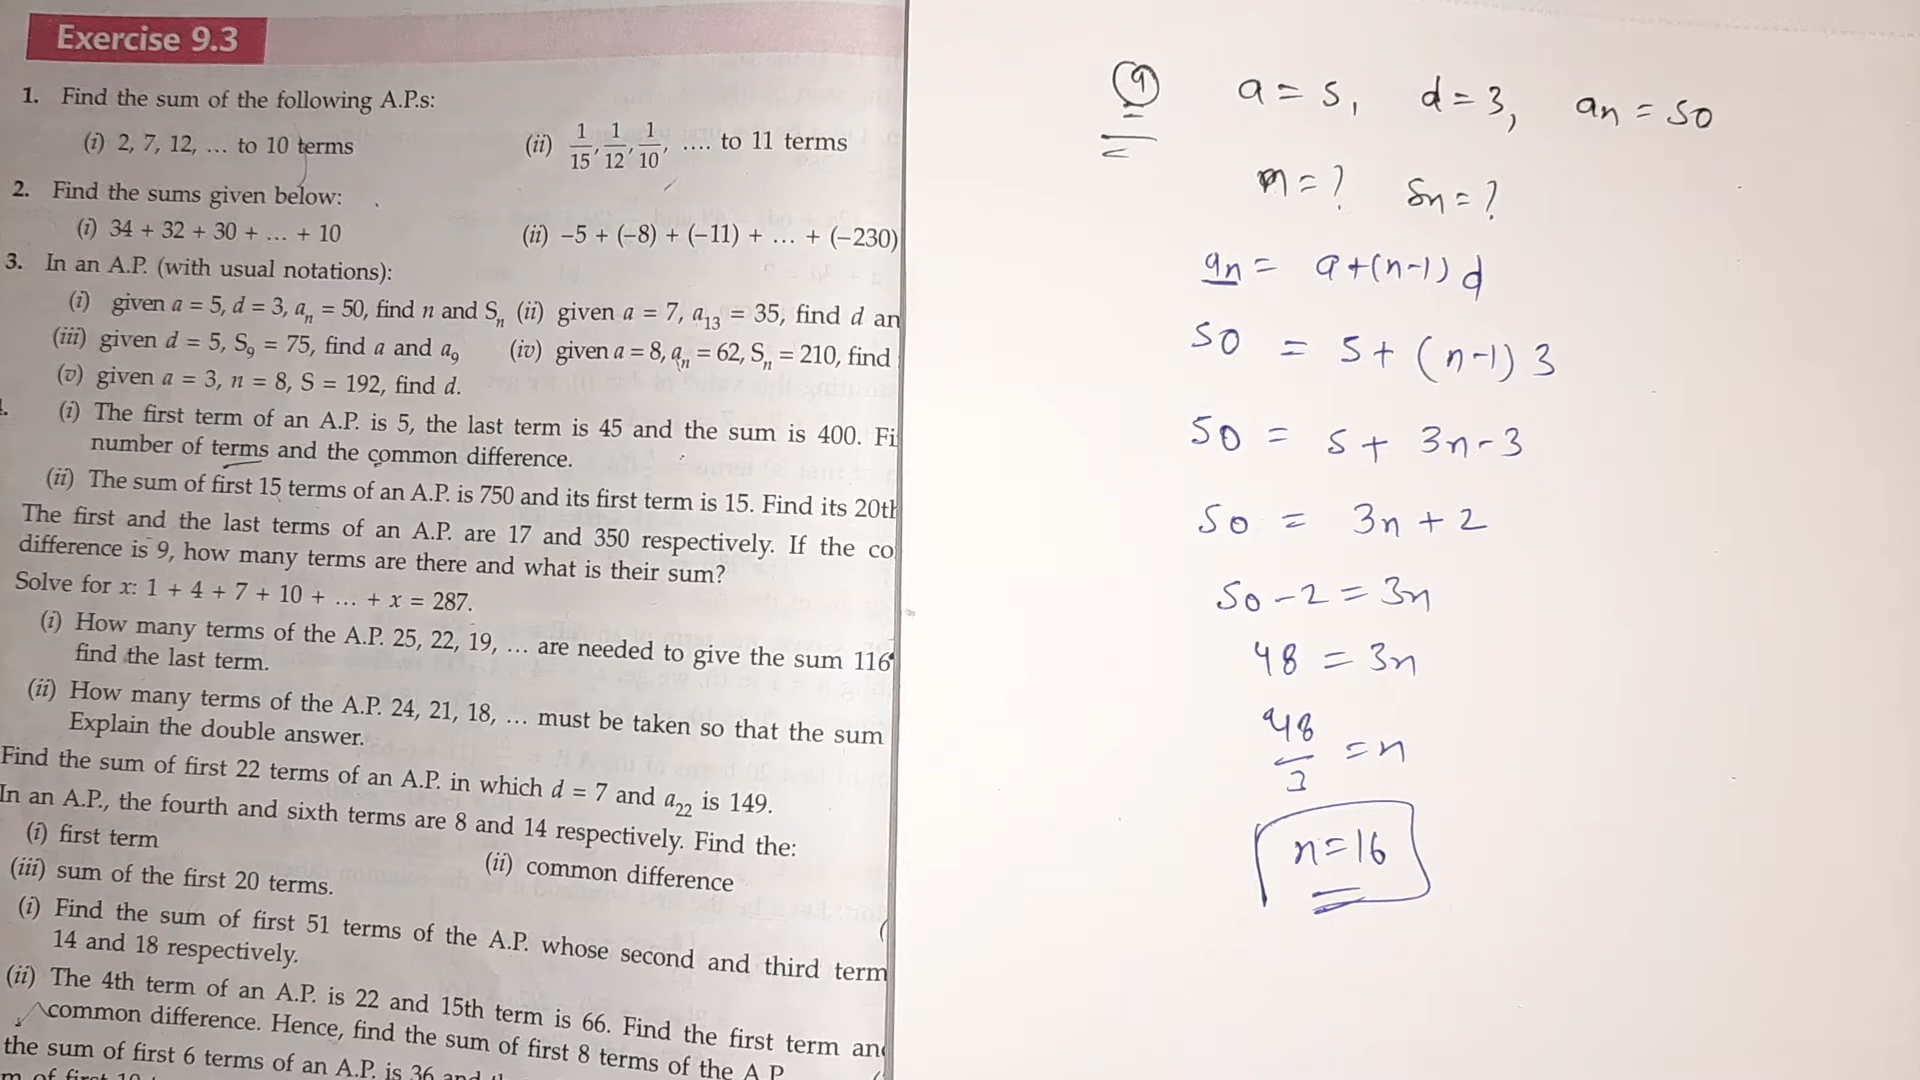 Exercise 9.3
1. Find the sum of the following A.P.s:
(i) 2, 7, 12, ... to 10 terms
(ii) 1/15, 1/12, 1/10, .... to 11 terms
2. Find the sums given below:
(i) 34 + 32 + 30 + ... + 10
(ii) –5 + (–8) + (–11) + ... + (–230)
3. In an A.P. (with usual notations):
(i) given a = 5, d = 3, aₙ = 50, find n and Sₙ (ii) given a = 7, a₁₃ = 35, find d an
(iii) given d = 5, S₉ = 75, find a and a₉ (iv) given a = 8, aₙ = 62, Sₙ = 210, find
(v) given a = 3, n = 8, S = 192, find d.
(i) The first term of an A.P. is 5, the last term is 45 and the sum is 400. Fi
number of terms and the common difference.
(ii) The sum of first 15 terms of an A.P. is 750 and its first term is 15. Find its 20th
The first and the last terms of an A.P. are 17 and 350 respectively. If the co
difference is 9, how many terms are there and what is their sum?
Solve for x: 1 + 4 + 7 + 10 + ... + x = 287.
(i) How many terms of the A.P. 25, 22, 19, ... are needed to give the sum 116
find the last term.
(ii) How many terms of the A.P. 24, 21, 18, ... must be taken so that the sum
Explain the double answer.
Find the sum of first 22 terms of an A.P. in which d = 7 and a₂₂ is 149.
In an A.P., the fourth and sixth terms are 8 and 14 respectively. Find the:
(i) first term
(ii) common difference
(iii) sum of the first 20 terms.
(i) Find the sum of first 51 terms of the A.P. whose second and third term
14 and 18 respectively.
(ii) The 4th term of an A.P. is 22 and 15th term is 66. Find the first term and
common difference. Hence, find the sum of first 8 terms of the A.P.
the sum of first 6 terms of an A.P. is 36 and
a = 5, d = 3, an = 50
n = ? Sn = ?
an = a+(n-1) d
50 = 5 + (n-1) 3
50 = 5 + 3n - 3
50 = 3n + 2
50 - 2 = 3n
48 = 3n
48/3 = n
n = 16